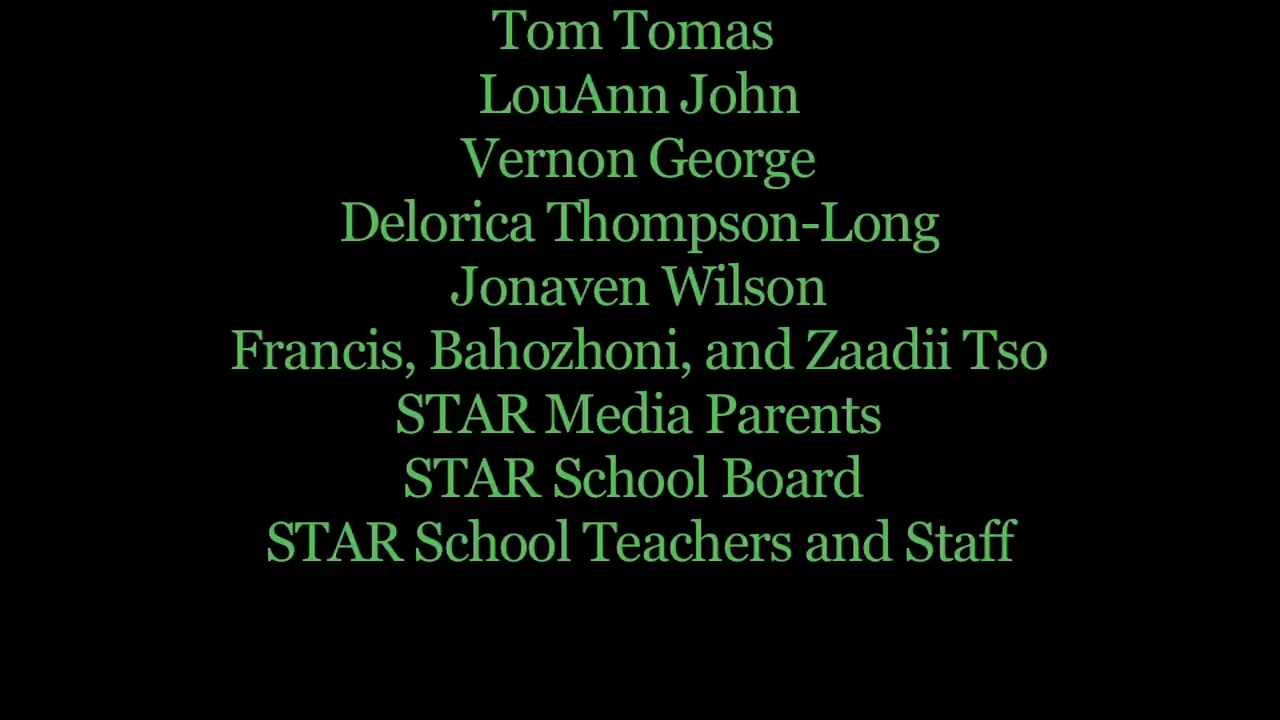 Tom Tomas
LouAnn John
Vernon George
Delorica Thompson-Long
Jonaven Wilson
Francis, Bahozhoni, and Zaadii Tso
STAR Media Parents
STAR School Board
STAR School Teachers and Staff